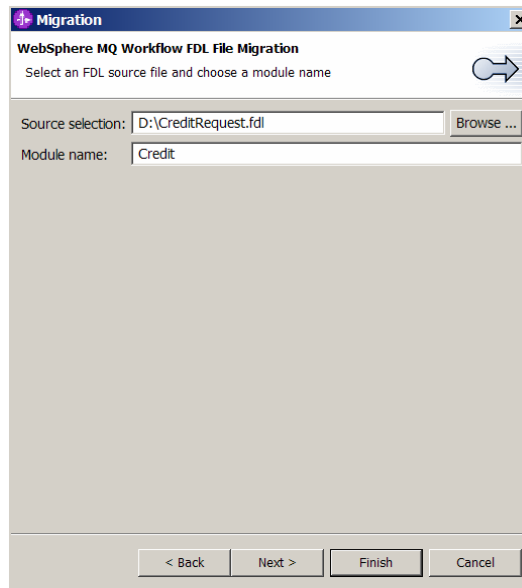 Migration
WebSphere MQ Workflow FDL File Migration
Select an FDL source file and choose a module name
Source selection: D:\CreditRequest.fdl Browse ...
Module name: Credit
< Back Next > Finish Cancel